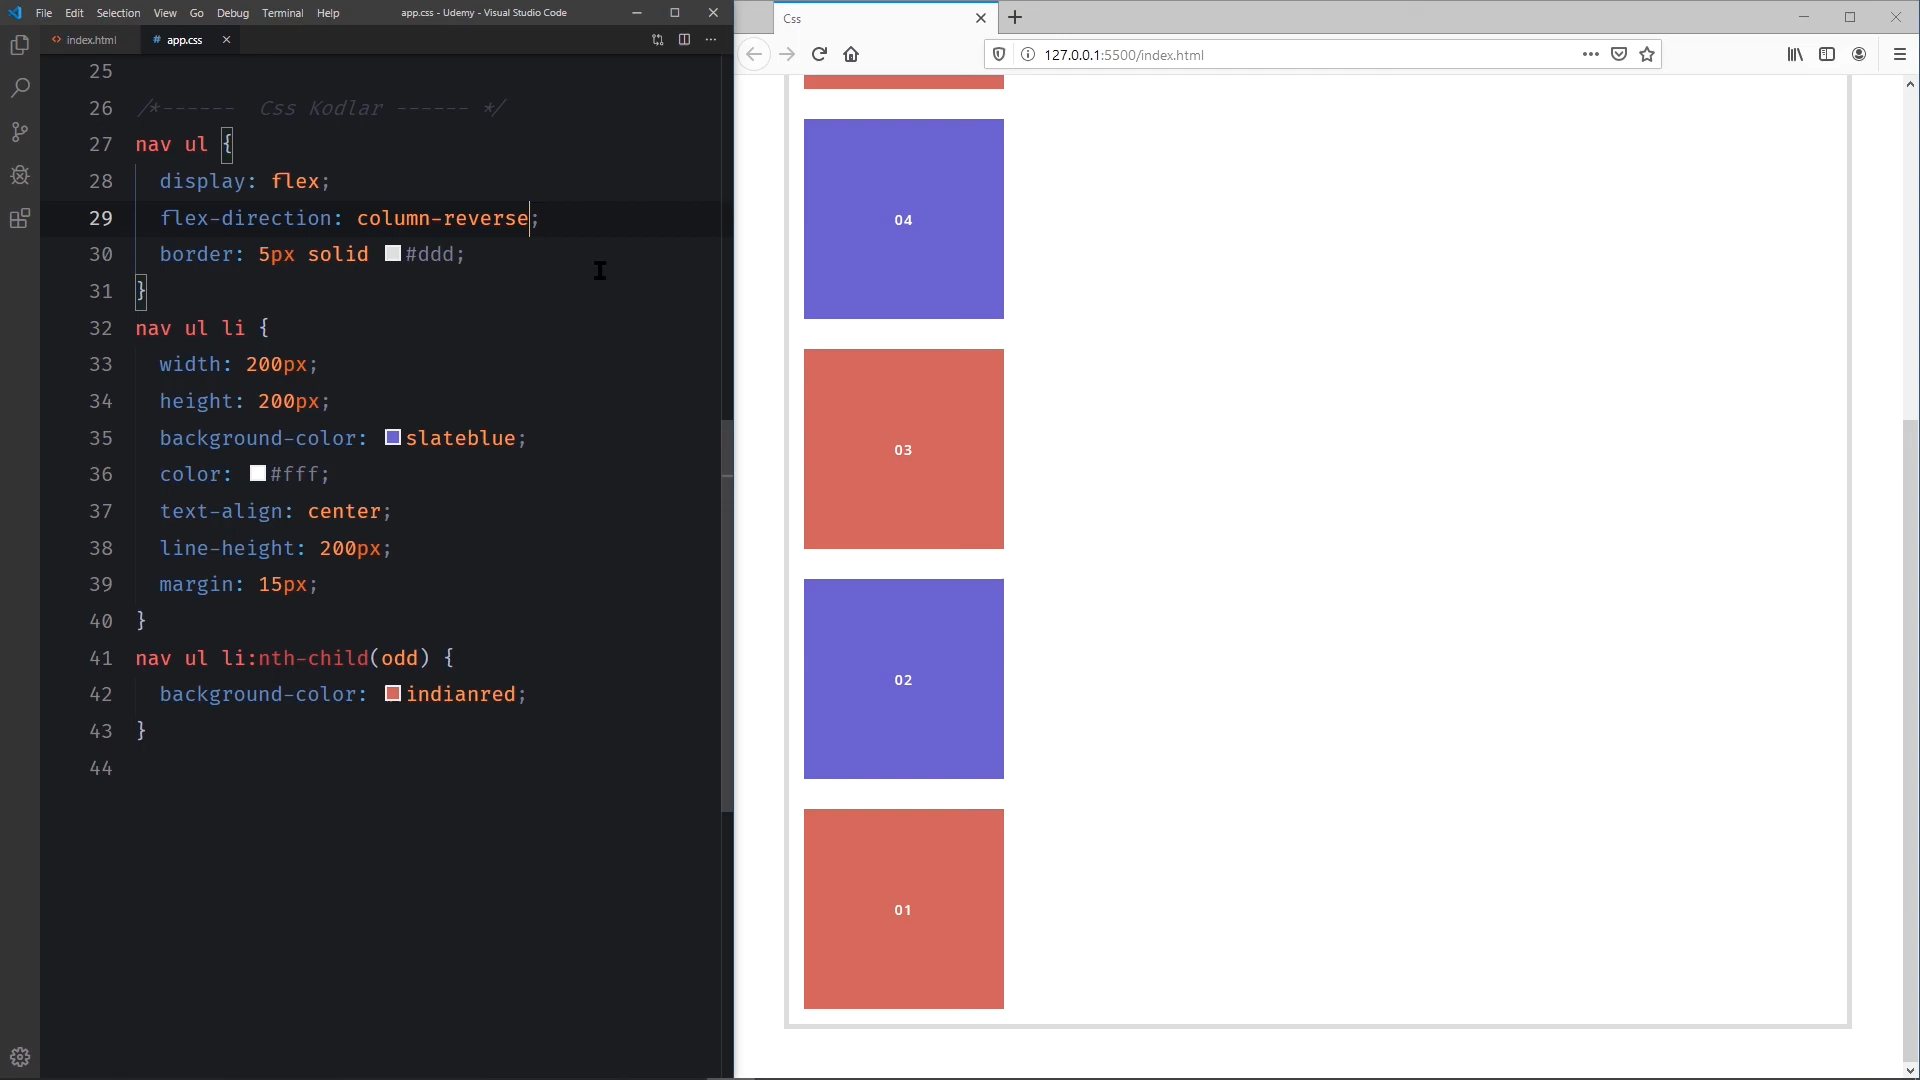 File Edit Selection View Go Debug Terminal Help
app.css - Udemy - Visual Studio Code
index.html
# app.css
25
26 /*------ Css Kodlar ------ */
27 nav ul {
28 display: flex;
29 flex-direction: column-reverse;
30 border: 5px solid #ddd;
31 }
32 nav ul li {
33 width: 200px;
34 height: 200px;
35 background-color: slateblue;
36 color: #fff;
37 text-align: center;
38 line-height: 200px;
39 margin: 15px;
40 }
41 nav ul li:nth-child(odd) {
42 background-color: indianred;
43 }
44
Css
127.0.0.1:5500/index.html
04
03
02
01